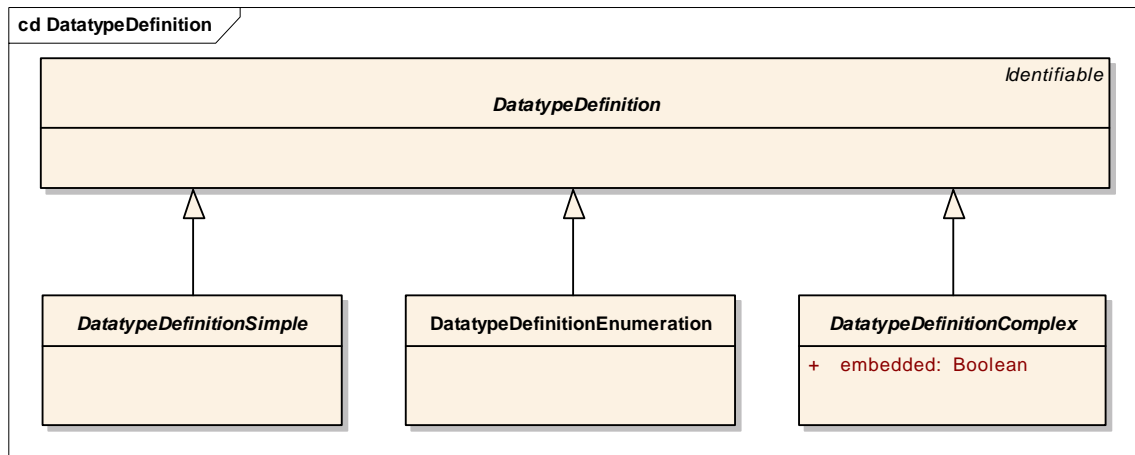 cd DatatypeDefinition
Identifiable
DatatypeDefinition
DatatypeDefinitionSimple
DatatypeDefinitionEnumeration
DatatypeDefinitionComplex
+ embedded: Boolean